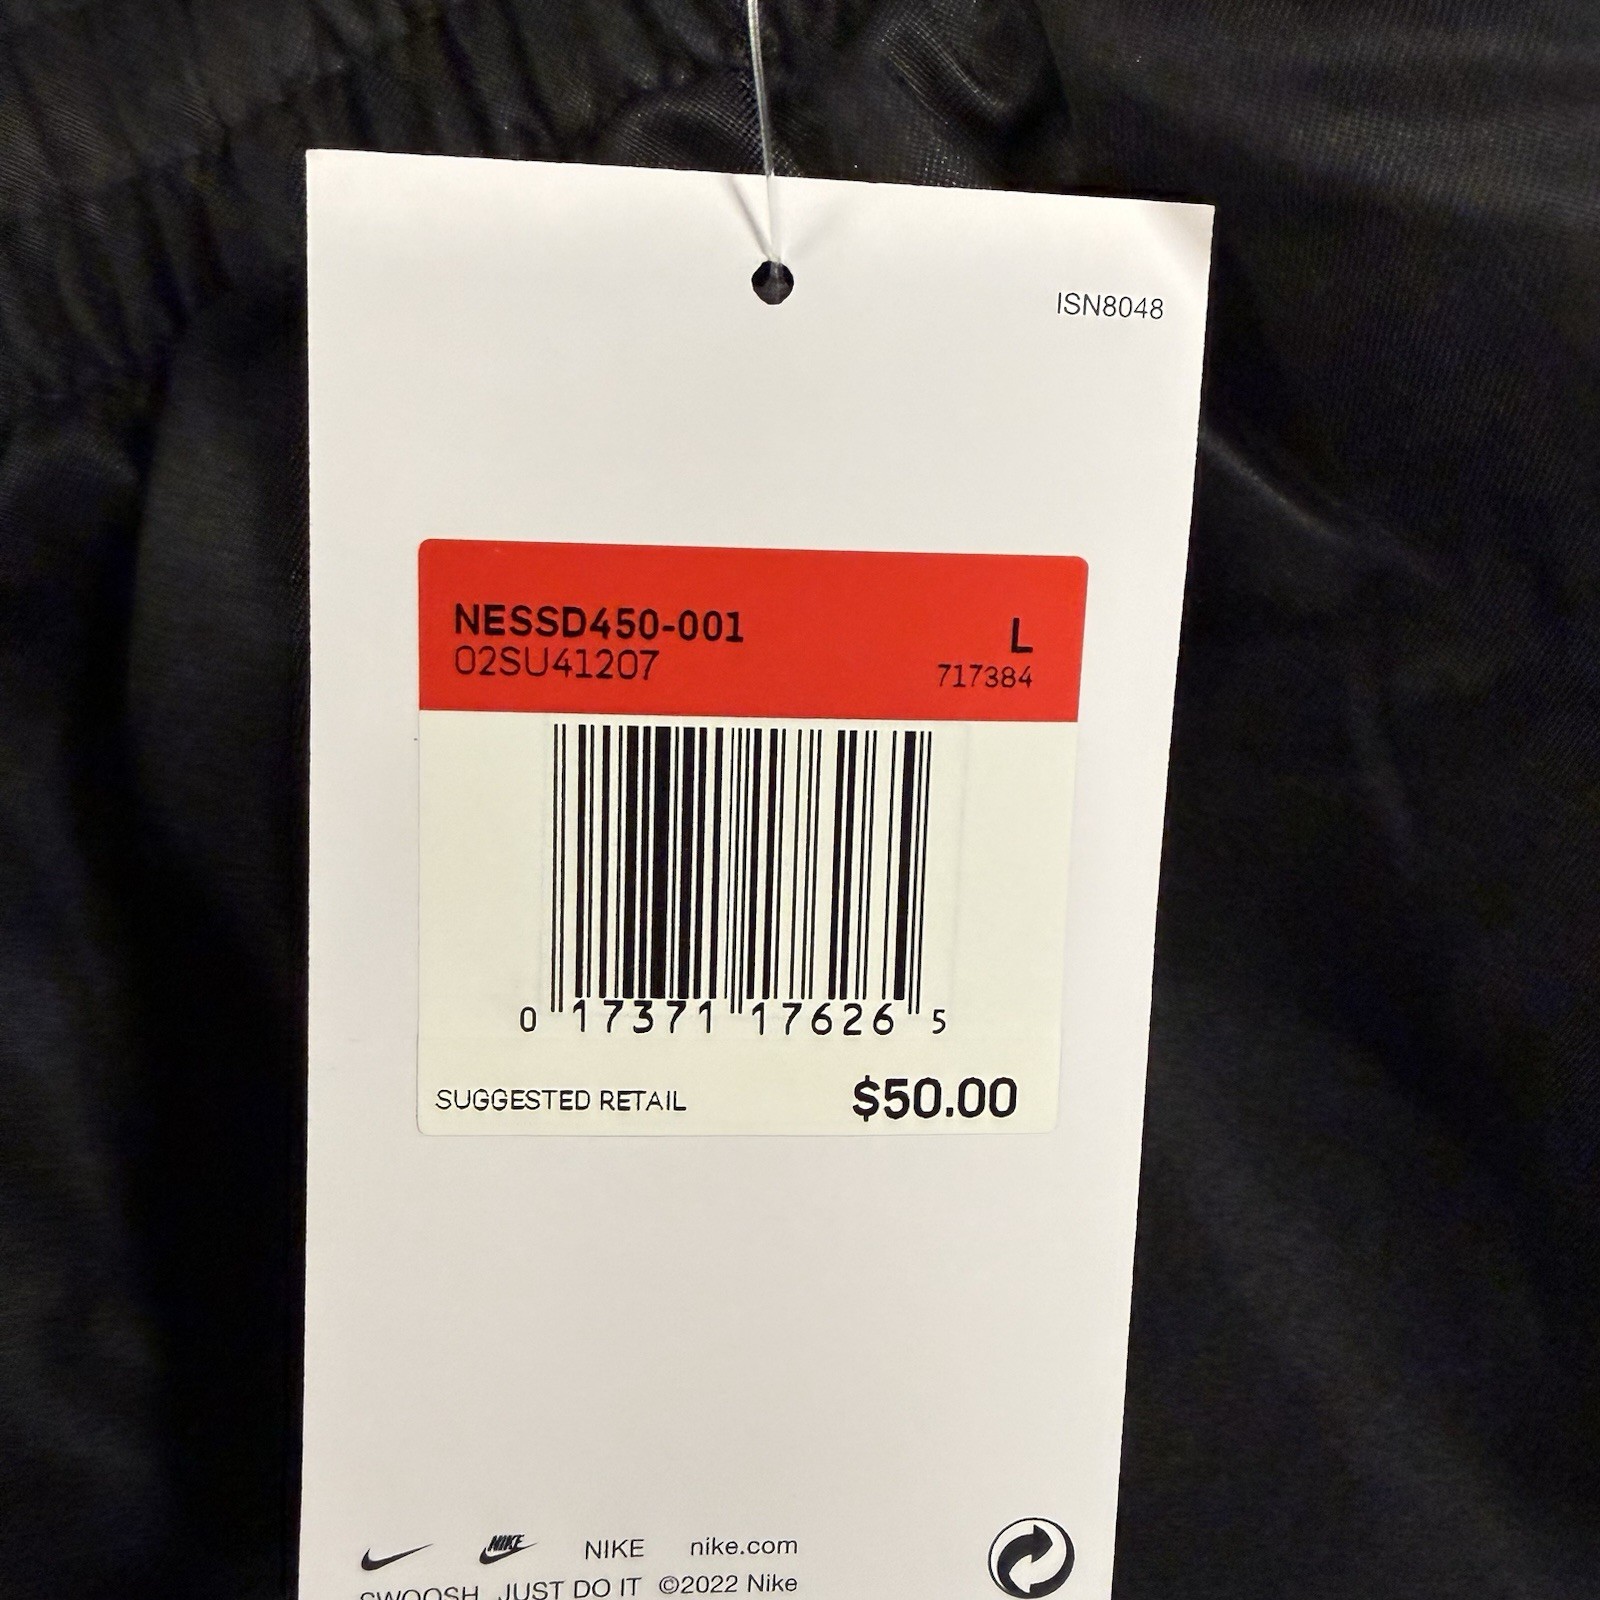 ISN8048
NESSD450-001
L
02SU41207
717384
0 17371 17626 5
SUGGESTED RETAIL $50.00
NIKE NIKE nike.com
SWOOSH JUST DO IT ©2022 Nike